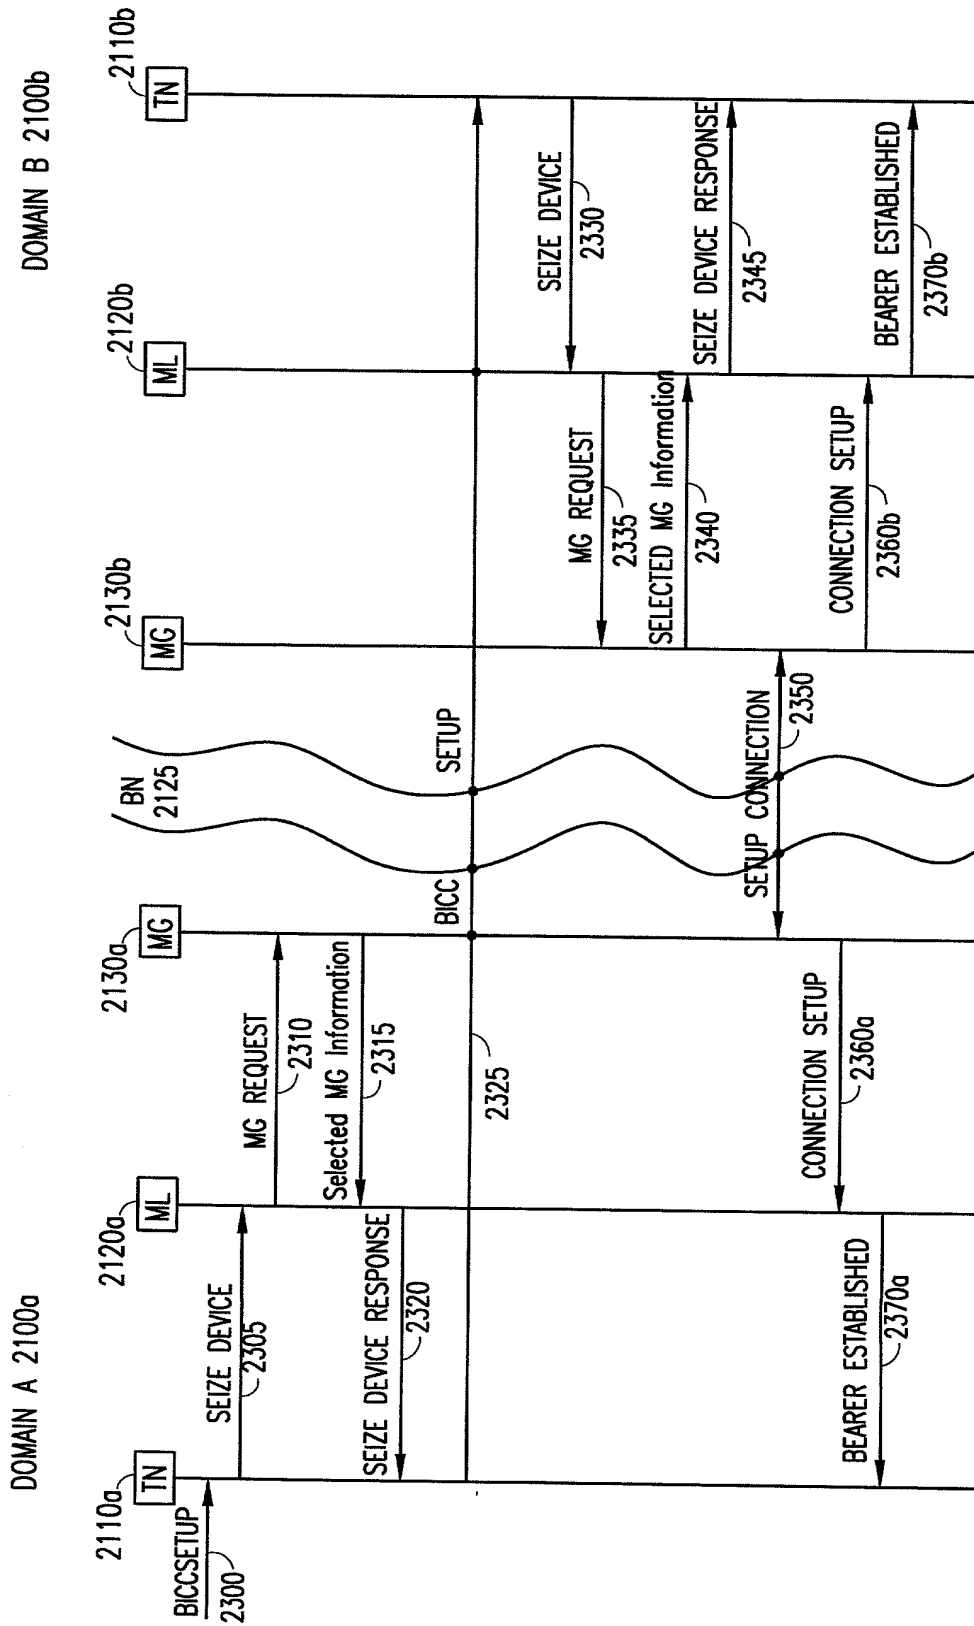 DOMAIN A 2100a
DOMAIN B 2100b
2110a
TN
2120a
ML
2130a
MG
BN
2125
2130b
MG
2120b
ML
2110b
TN
BICCSETUP
2300
SEIZE DEVICE
2305
MG REQUEST
2310
Selected MG Information
2315
SEIZE DEVICE RESPONSE
2320
BICC SETUP
2325
SEIZE DEVICE
2330
MG REQUEST
2335
SELECTED MG Information
2340
SEIZE DEVICE RESPONSE
2345
SETUP CONNECTION
2350
CONNECTION SETUP
2360a
CONNECTION SETUP
2360b
BEARER ESTABLISHED
2370a
BEARER ESTABLISHED
2370b